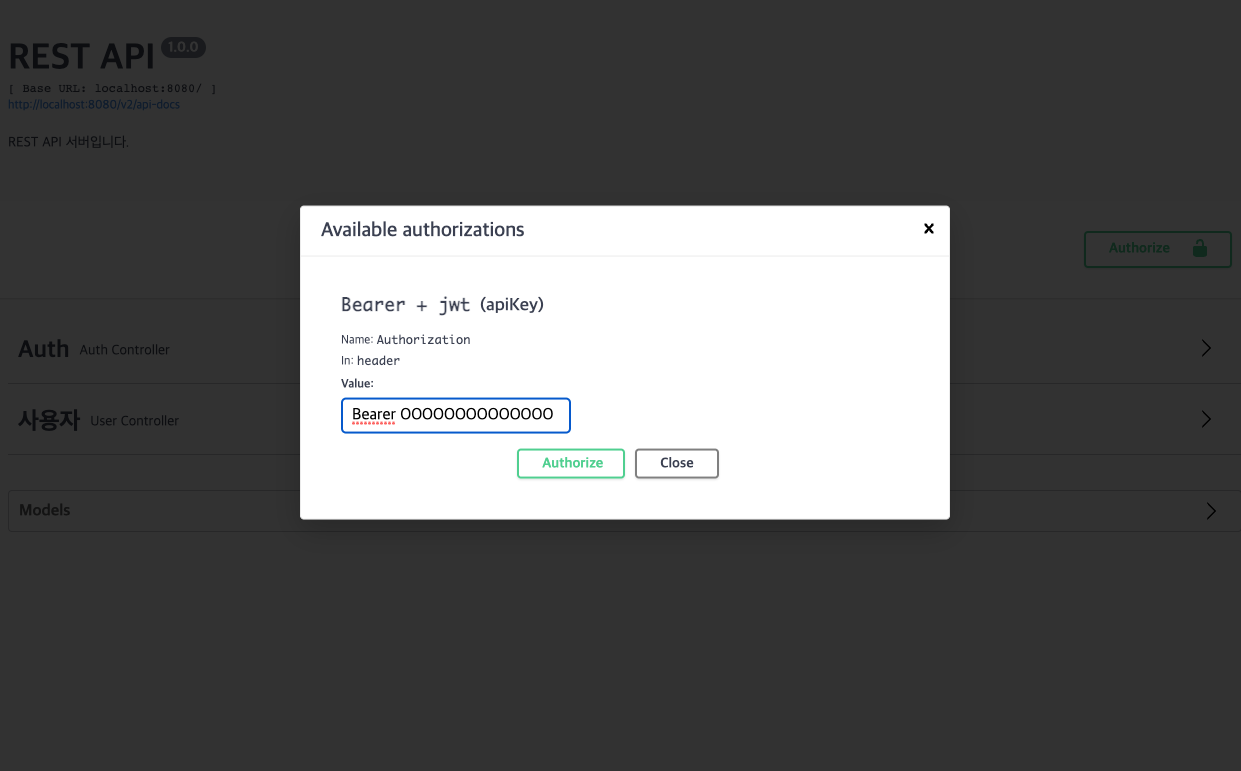 REST API 1.0.0
[ Base URL: localhost:8080/ ]
http://localhost:8080/v2/api-docs
REST API 서버입니다.
Available authorizations
Authorize
Bearer + jwt (apiKey)
Name: Authorization
In: header
Value:
Bearer OOOOOOOOOOOOOO
Authorize Close
Auth Auth Controller
사용자 User Controller
Models